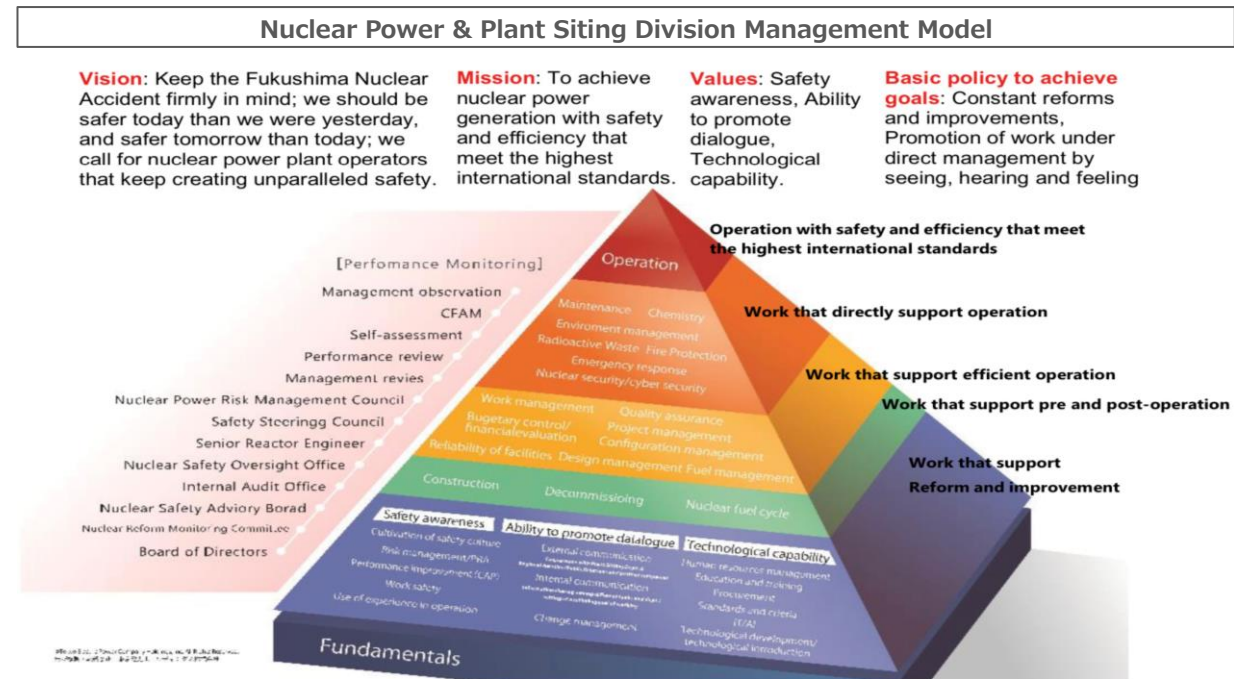 Nuclear Power & Plant Siting Division Management Model
Vision: Keep the Fukushima Nuclear
Accident firmly in mind; we should be
safer today than we were yesterday,
and safer tomorrow than today; we
call for nuclear power plant operators
that keep creating unparalleled safety.
Mission: To achieve
nuclear power
generation with safety
and efficiency that
meet the highest
international standards.
Values: Safety
awareness, Ability
to promote
dialogue,
Technological
capability.
Basic policy to achieve
goals: Constant reforms
and improvements,
Promotion of work under
direct management by
seeing, hearing and feeling
[Perfomance Monitoring]
Management observation
CFAM
Self-assessment
Performance review
Management revies
Nuclear Power Risk Management Council
Safety Steeringg Council
Senior Reactor Engineer
Nuclear Safety Oversight Office
Internal Audit Office
Nuclear Safety Adviory Borad
Nuclear Reform Monitoring CommiLee
Board of Directors
Operation
Operation with safety and efficiency that meet
the highest international standards
Maintenance Chemistry
Enviroment management
Radioactive Waste Fire Protection
Emergency response
Nuclear security/cyber security
Work that directly support operation
Work management Quality assurance
Bugetary control/
financialevaluation
Project management
Configuration management
Reliability of facilities Design management Fuel management
Work that support efficient operation
Construction Decommissioing Nuclear fuel cycle
Work that support pre and post-operation
Safety awareness
Cultivation of safety culture
Risk management/PRA
Performance improvement (CAP)
Work safety
Use of experience in operation
Ability to promote daialogue
External communication
Internal communication
Change management
Technological capability
Human resource management
Education and training
Procurement
Standards and criteria
Technological development/
technological introduction
Work that support
Reform and improvement
Fundamentals